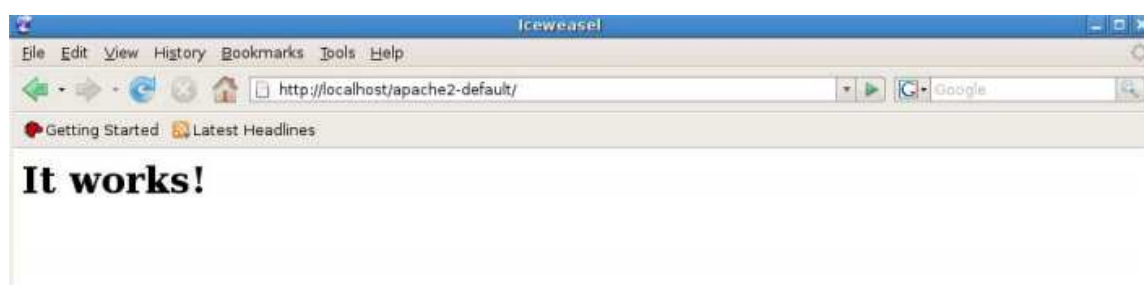 Iceweasel
File Edit View History Bookmarks Tools Help
http://localhost/apache2-default/ G Google
Getting Started Latest Headlines
It works!